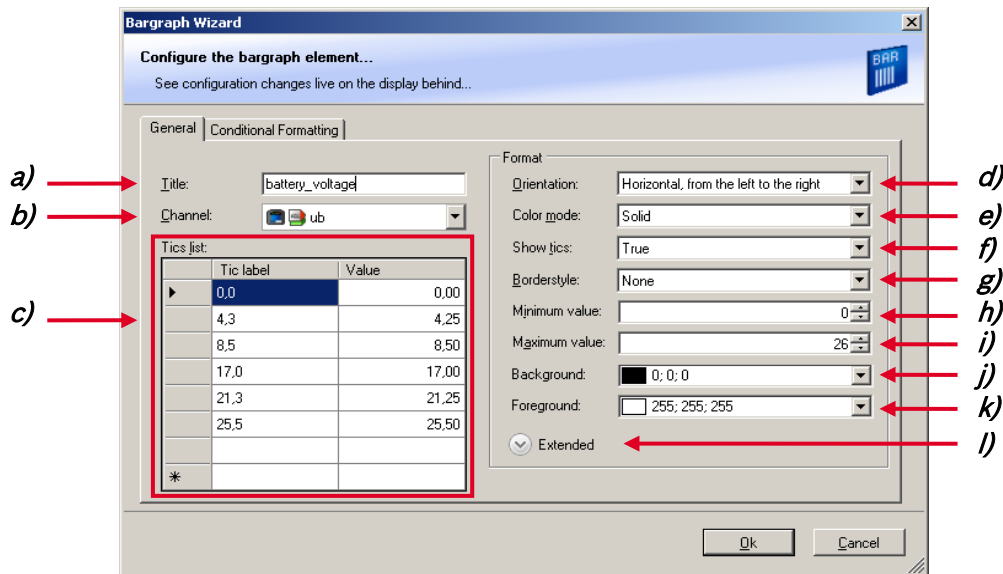 Bargraph Wizard
Configure the bargraph element...
See configuration changes live on the display behind...
BAR
General
Conditional Formatting
a)
Title:
battery_voltage
b)
Channel:
ub
c)
Tics list:
Tic label Value
0,0 0,00
4,3 4,25
8,5 8,50
17,0 17,00
21,3 21,25
25,5 25,50
Format
Orientation: Horizontal, from the left to the right
d)
Color mode: Solid
e)
Show tics: True
f)
Borderstyle: None
g)
Minimum value: 0
h)
Maximum value: 26
i)
Background: 0; 0; 0
j)
Foreground: 255; 255; 255
k)
Extended
l)
Ok
Cancel